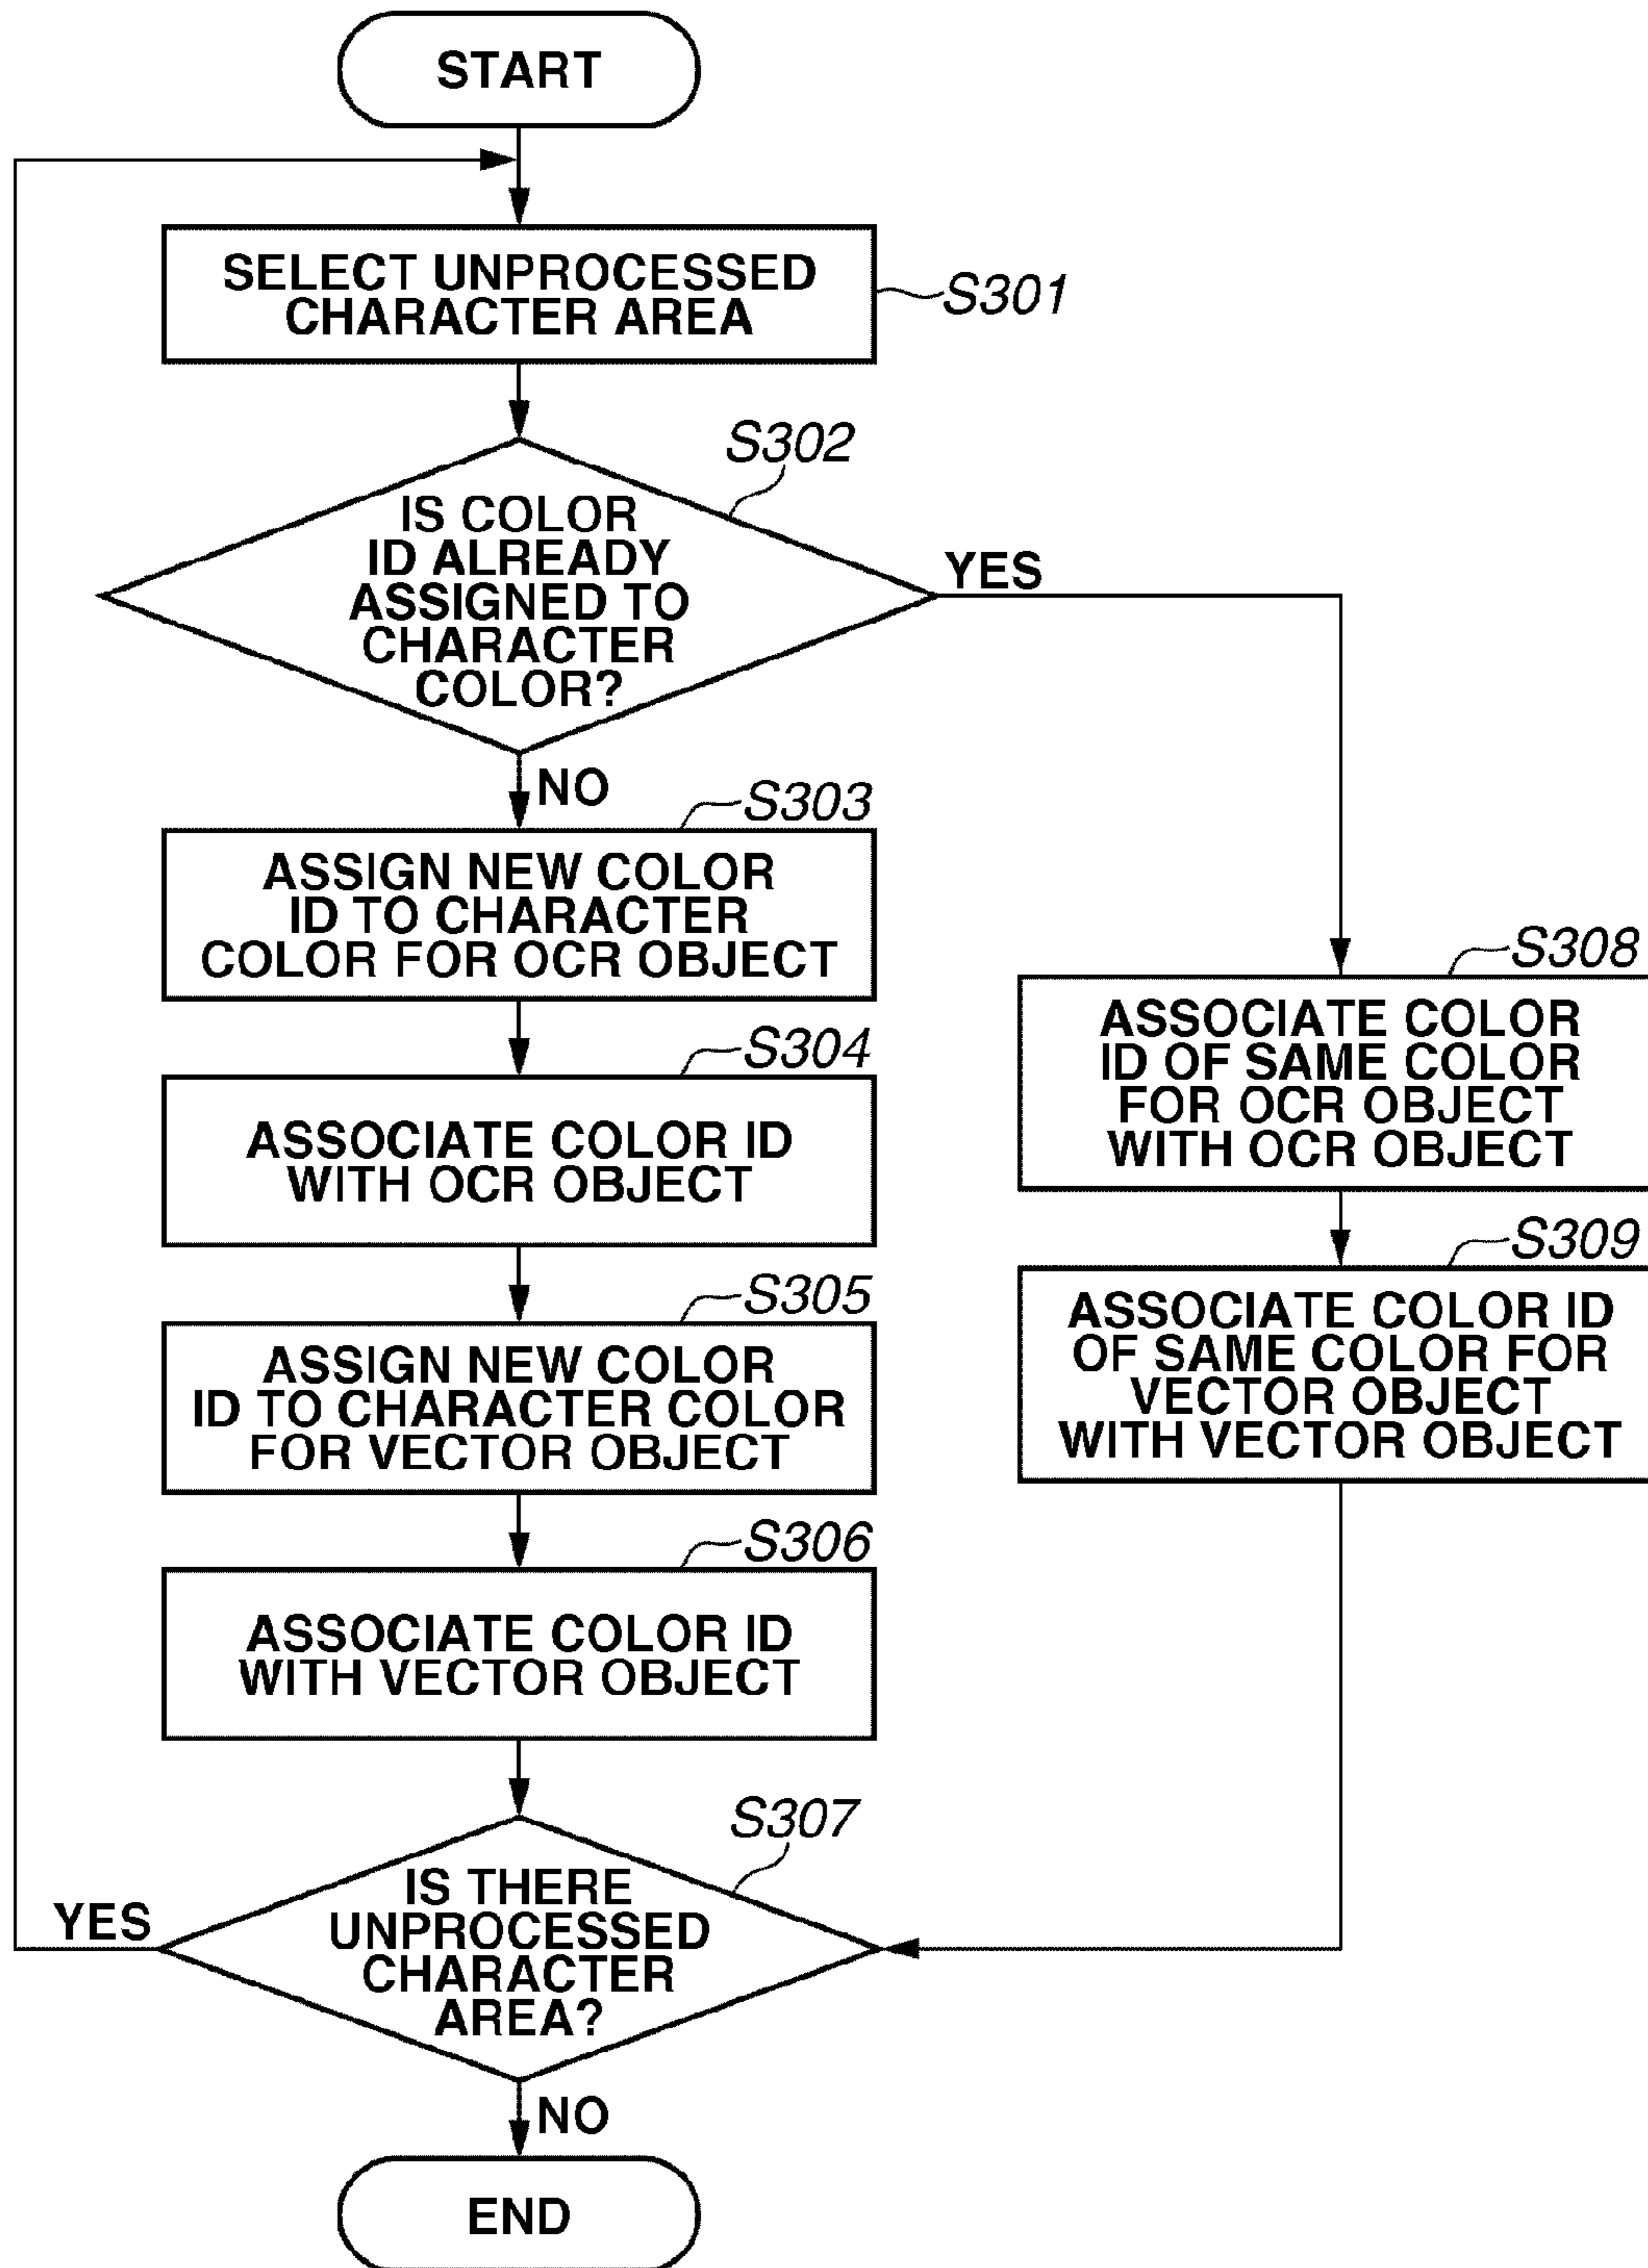 START
SELECT UNPROCESSED
CHARACTER AREA
S301
S302
IS COLOR
ID ALREADY
ASSIGNED TO
CHARACTER
COLOR?
YES
NO
S303
ASSIGN NEW COLOR
ID TO CHARACTER
COLOR FOR OCR OBJECT
S304
ASSOCIATE COLOR ID
WITH OCR OBJECT
S305
ASSIGN NEW COLOR
ID TO CHARACTER COLOR
FOR VECTOR OBJECT
S306
ASSOCIATE COLOR ID
WITH VECTOR OBJECT
S308
ASSOCIATE COLOR
ID OF SAME COLOR
FOR OCR OBJECT
WITH OCR OBJECT
S309
ASSOCIATE COLOR ID
OF SAME COLOR FOR
VECTOR OBJECT
WITH VECTOR OBJECT
S307
IS THERE
UNPROCESSED
CHARACTER
AREA?
YES
NO
END